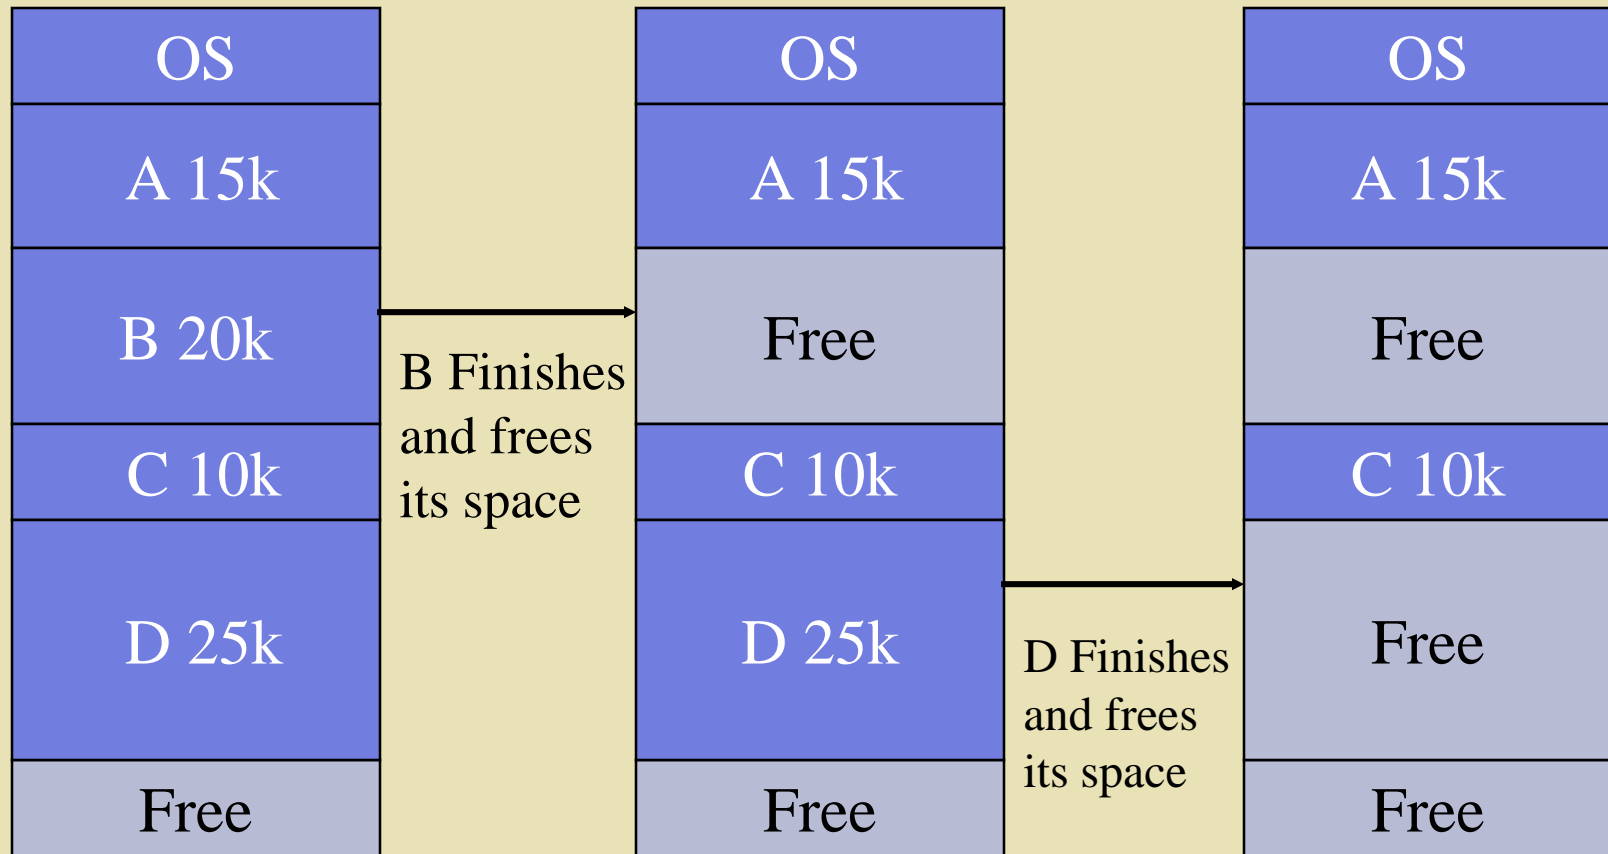 OS
A 15k
B 20k
C 10k
D 25k
Free
B Finishes
and frees
its space
OS
A 15k
Free
C 10k
D 25k
Free
D Finishes
and frees
its space
OS
A 15k
Free
C 10k
Free
Free